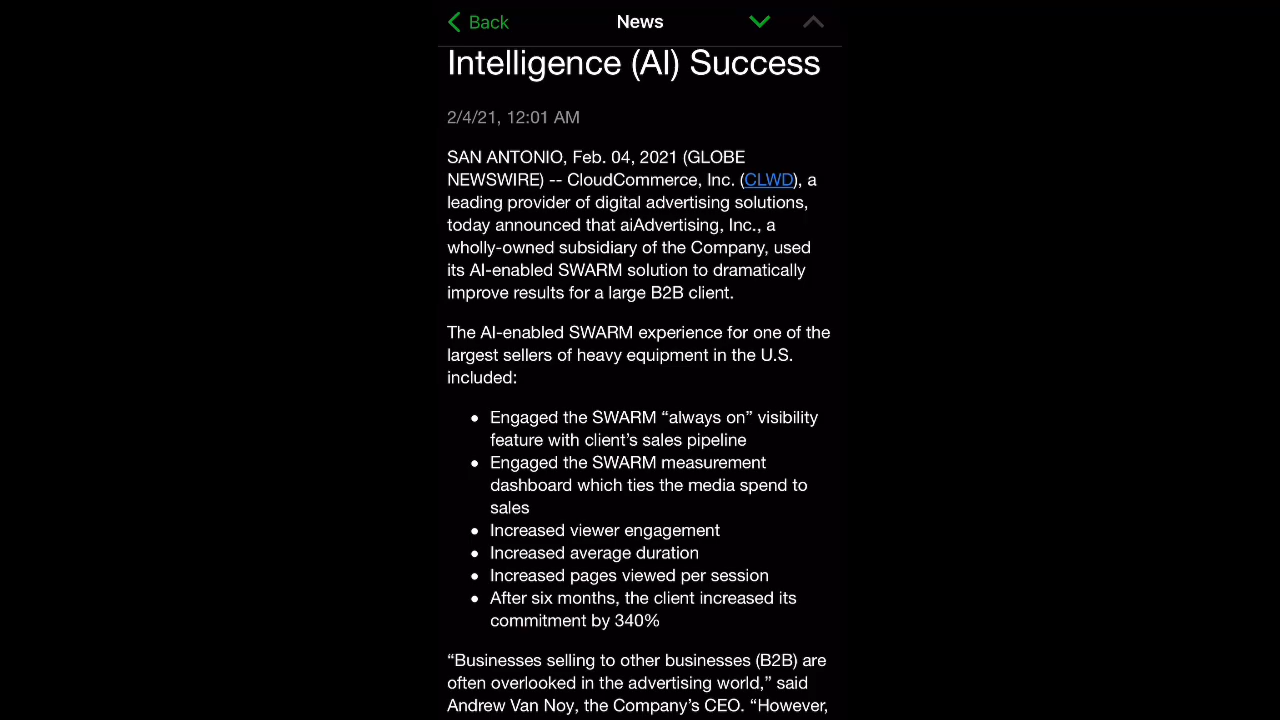 Back
News
Intelligence (AI) Success
2/4/21, 12:01 AM
SAN ANTONIO, Feb. 04, 2021 (GLOBE
NEWSWIRE) -- CloudCommerce, Inc. (CLWD), a
leading provider of digital advertising solutions,
today announced that aiAdvertising, Inc., a
wholly-owned subsidiary of the Company, used
its AI-enabled SWARM solution to dramatically
improve results for a large B2B client.
The AI-enabled SWARM experience for one of the
largest sellers of heavy equipment in the U.S.
included:
• Engaged the SWARM “always on” visibility
feature with client’s sales pipeline
• Engaged the SWARM measurement
dashboard which ties the media spend to
sales
• Increased viewer engagement
• Increased average duration
• Increased pages viewed per session
• After six months, the client increased its
commitment by 340%
“Businesses selling to other businesses (B2B) are
often overlooked in the advertising world,” said
Andrew Van Noy, the Company’s CEO. “However,